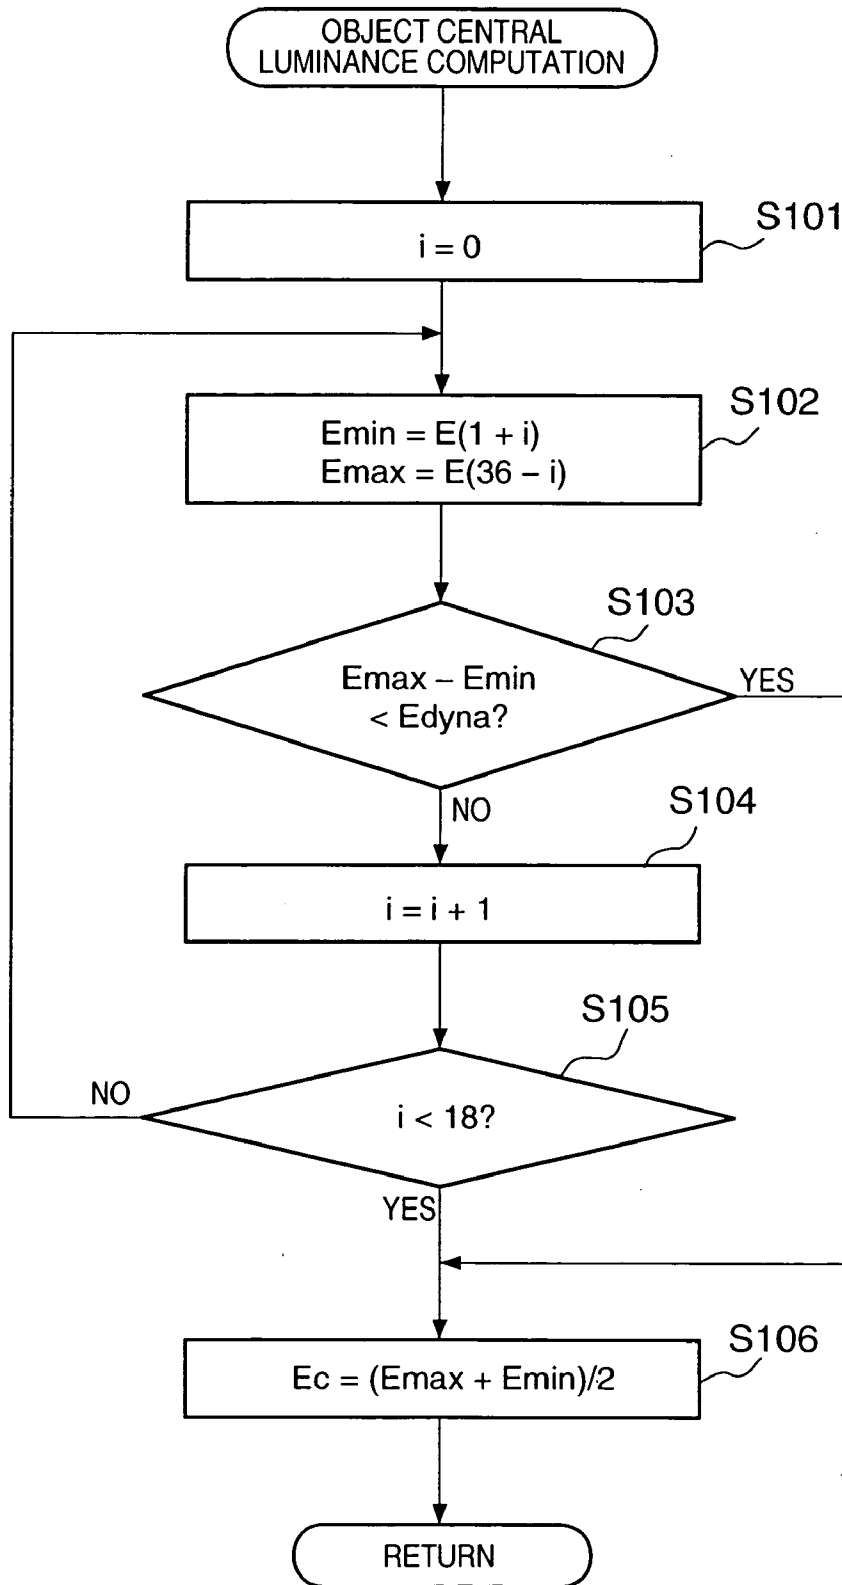 OBJECT CENTRAL
LUMINANCE COMPUTATION
S101
i = 0
S102
Emin = E(1 + i)
Emax = E(36 – i)
S103
Emax – Emin
< Edyna?
YES
NO
S104
i = i + 1
S105
NO
i < 18?
YES
S106
Ec = (Emax + Emin)/2
RETURN